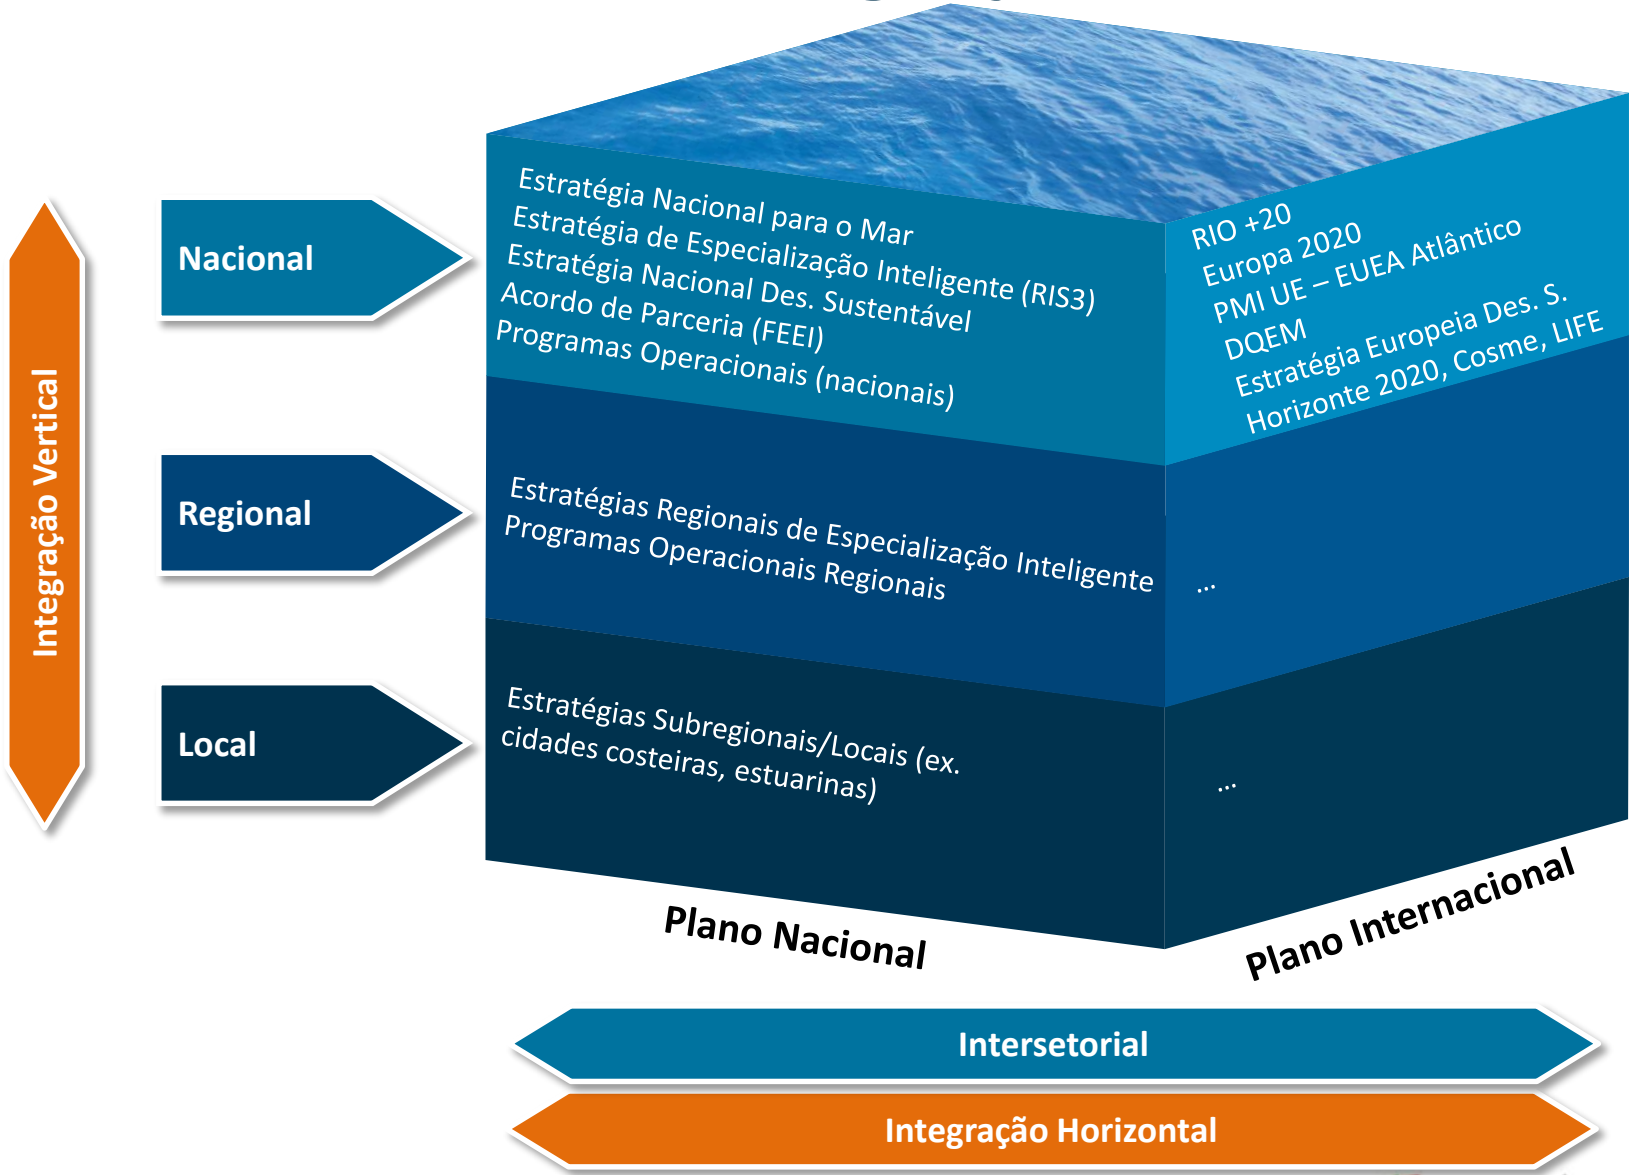 Integração Vertical
Nacional
Regional
Local
Estratégia Nacional para o Mar
Estratégia de Especialização Inteligente (RIS3)
Estratégia Nacional Des. Sustentável
Acordo de Parceria (FEEI)
Programas Operacionais (nacionais)
RIO +20
Europa 2020
PMI UE – EUEA Atlântico
DQEM
Estratégia Europeia Des. S.
Horizonte 2020, Cosme, LIFE
Estratégias Regionais de Especialização Inteligente
Programas Operacionais Regionais
...
Estratégias Subregionais/Locais (ex.
cidades costeiras, estuarinas)
...
Plano Nacional
Plano Internacional
Intersetorial
Integração Horizontal